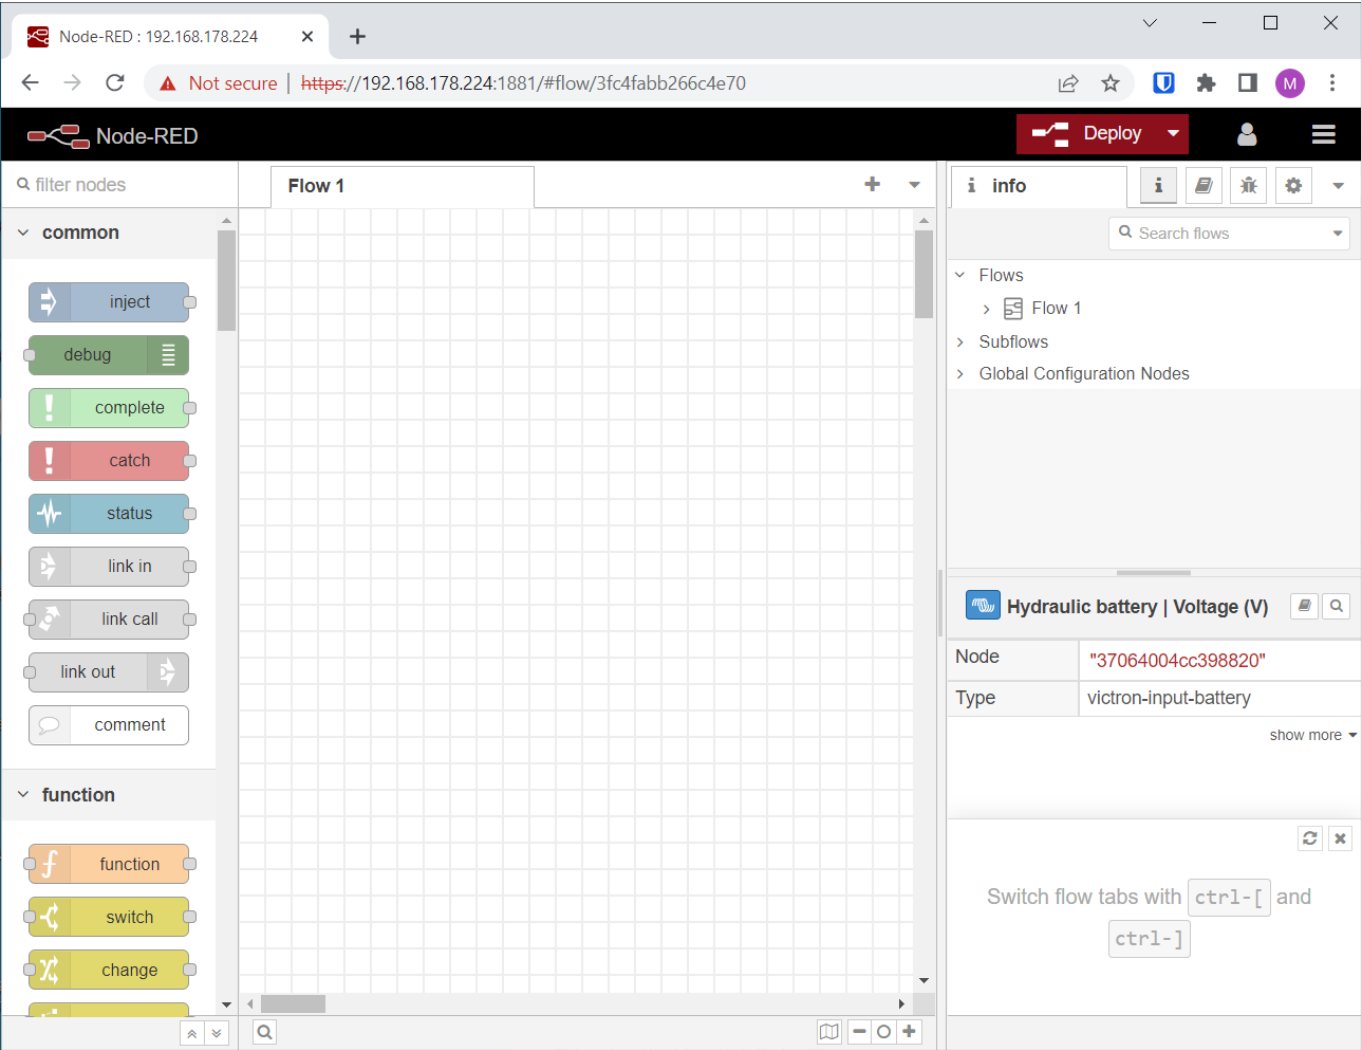 Node-RED : 192.168.178.224
Not secure | https://192.168.178.224:1881/#flow/3fc4fabb266c4e70
M
Node-RED
Deploy
filter nodes
common
inject
debug
complete
catch
status
link in
link call
link out
comment
function
function
switch
change
Flow 1
info
Search flows
Flows
Flow 1
Subflows
Global Configuration Nodes
Hydraulic battery | Voltage (V)
Node "37064004cc398820"
Type victron-input-battery
show more
Switch flow tabs with ctrl-[ and
ctrl-]